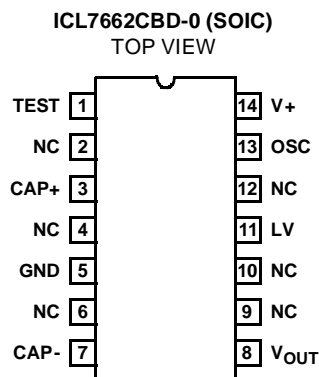 ICL7662CBD-0 (SOIC)
TOP VIEW
TEST 1 14 V+
NC 2 13 OSC
CAP+ 3 12 NC
NC 4 11 LV
GND 5 10 NC
NC 6 9 NC
CAP- 7 8 VOUT